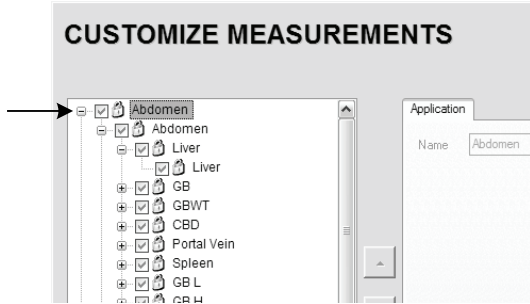 CUSTOMIZE MEASUREMENTS
Abdomen
Abdomen
Liver
Liver
GB
GBWT
CBD
Portal Vein
Spleen
GB L
GB H
Application
Name Abdomen